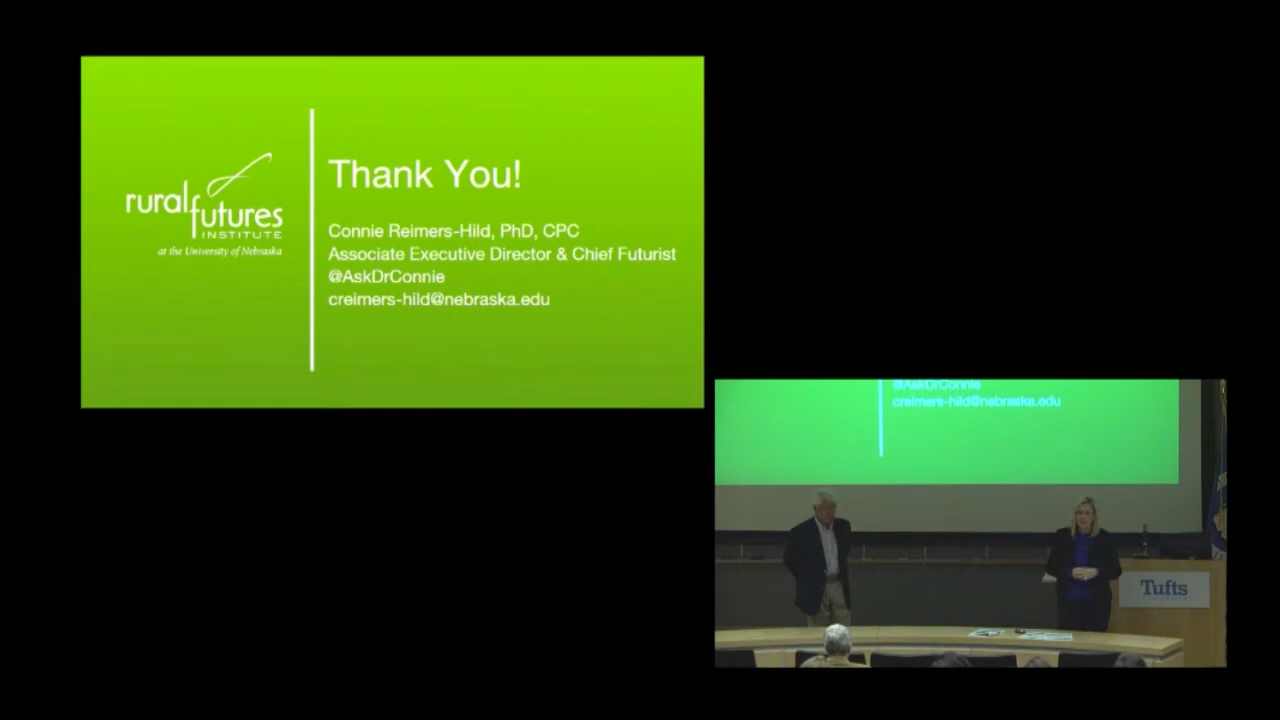 rural futures
INSTITUTE
at the University of Nebraska
Thank You!
Connie Reimers-Hild, PhD, CPC
Associate Executive Director & Chief Futurist
@AskDrConnie
creimers-hild@nebraska.edu
@AskDrConnie
creimers-hild@nebraska.edu
Tufts